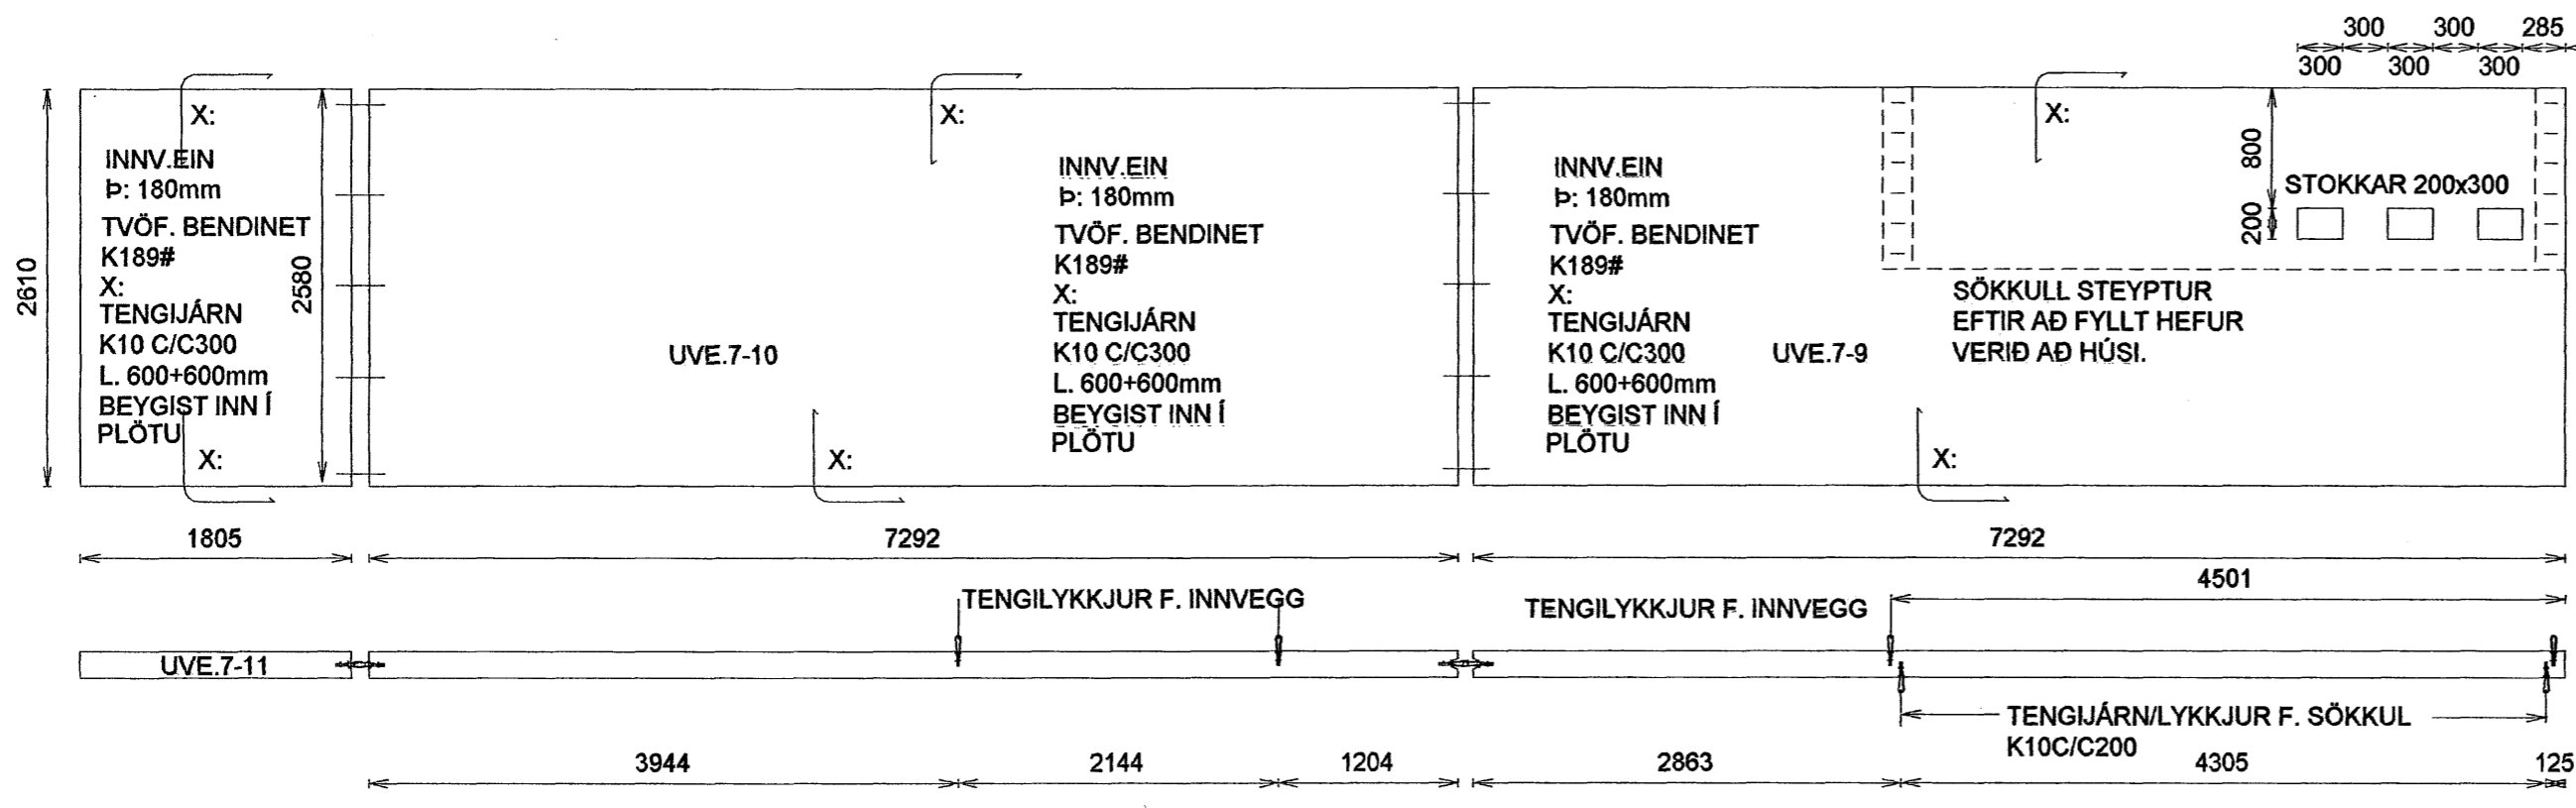 300 300 285
300 300 300
X:
INNV.EIN
Þ: 180mm
TVÖF. BENDINET
K189#
X:
TENGIJÁRN
K10 C/C300
L. 600+600mm
BEYGIST INN Í
PLÖTU
X:
2610
2580
X:
UVE.7-10
INNV.EIN
Þ: 180mm
TVÖF. BENDINET
K189#
X:
TENGIJÁRN
K10 C/C300
L. 600+600mm
BEYGIST INN Í
PLÖTU
X:
INNV.EIN
Þ: 180mm
TVÖF. BENDINET
K189#
X:
TENGIJÁRN
K10 C/C300
L. 600+600mm
BEYGIST INN Í
PLÖTU
UVE.7-9
X:
800
STOKKAR 200x300
200
SÖKKULL STEYPTUR
EFTIR AÐ FYLLT HEFUR
VERIÐ AÐ HÚSI.
X:
1805 7292 7292
4501
TENGILYKKJUR F. INNVEGG
TENGILYKKJUR F. INNVEGG
UVE.7-11
TENGIJÁRN/LYKKJUR F. SÖKKUL
K10C/C200
3944 2144 1204 2863 4305 125